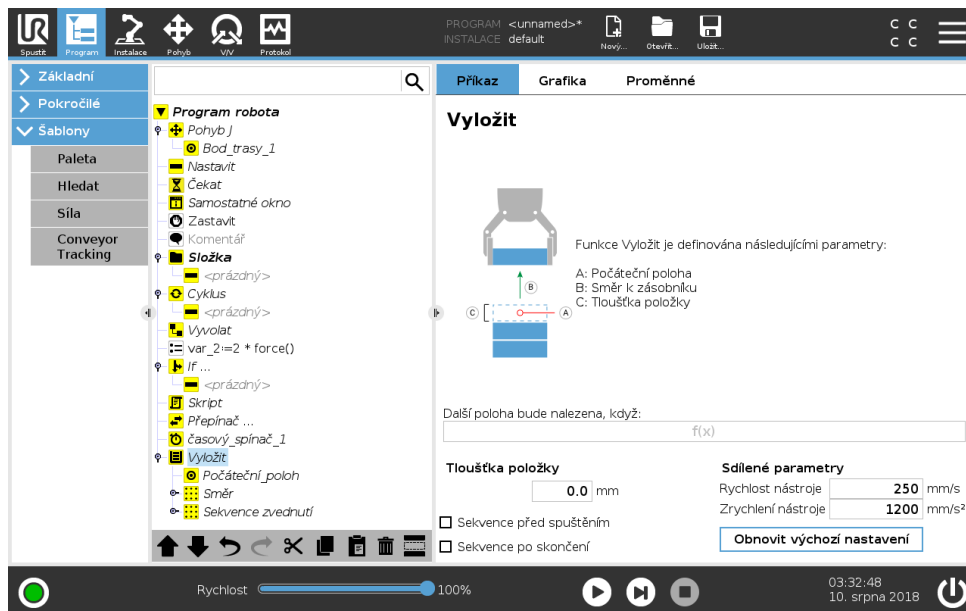 PROGRAM <unnamed>*
INSTALACE default
Spustit
Program
Instalace
Pohyb
V/V
Protokol
Nový...
Otevřít...
Uložit...
C C
C C
Základní
Pokročilé
Šablony
Paleta
Hledat
Síla
Conveyor
Tracking
Program robota
Pohyb J
Bod_trasy_1
Nastavit
Čekat
Samostatné okno
Zastavit
Komentář
Složka
<prázdný>
Cyklus
<prázdný>
Vyvolat
var_2≔2 * force()
If ...
<prázdný>
Skript
Přepínač ...
časový_spínač_1
Vyložit
Počáteční_poloh
Směr
Sekvence zvednutí
Příkaz
Grafika
Proměnné
Vyložit
Funkce Vyložit je definována následujícími parametry:
A: Počáteční poloha
B: Směr k zásobníku
C: Tloušťka položky
B
C
A
Další poloha bude nalezena, když:
f(x)
Tloušťka položky
0.0 mm
Sekvence před spuštěním
Sekvence po skončení
Sdílené parametry
Rychlost nástroje 250 mm/s
Zrychlení nástroje 1200 mm/s²
Obnovit výchozí nastavení
Rychlost 100%
03:32:48
10. srpna 2018